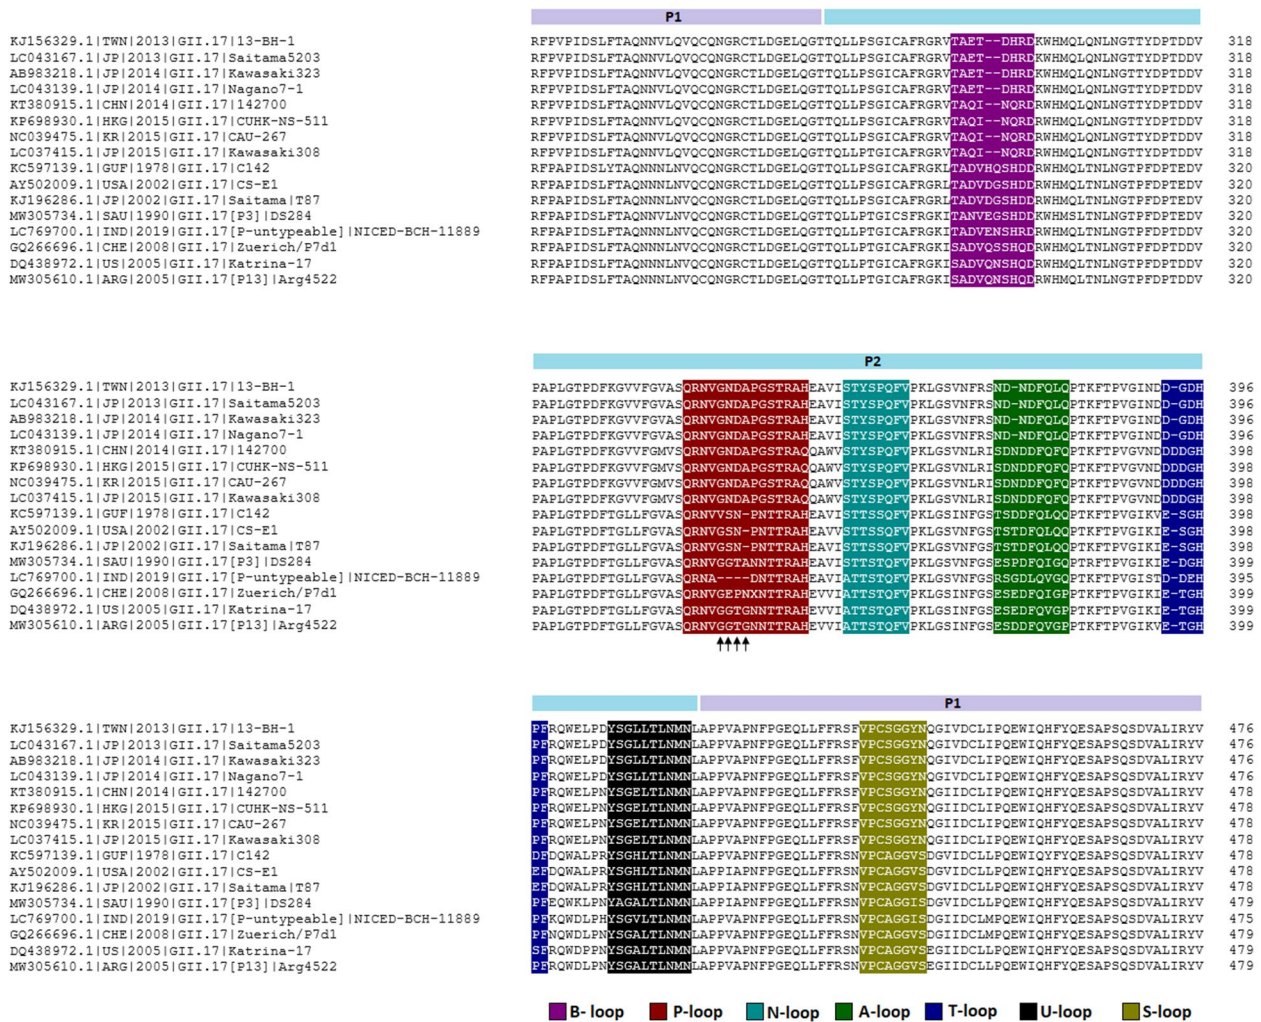 P1
KJ156329.1|TWN|2013|GII.17|13-BH-1 RFPVPIDSLFTAQNNVLQVQCQNGRCTLDGELQGTTQLLPSGICAFRGRVTAET--DHRDKWHMQLQNLNGTTYDPTDDV 318
LC043167.1|JP|2013|GII.17|Saitama5203 RFPVPIDSLFTAQNNVLQVQCQNGRCTLDGELQGTTQLLPSGICAFRGRVTAET--DHRDKWHMQLQNLNGTTYDPTDDV 318
AB983218.1|JP|2014|GII.17|Kawasaki323 RFPVPIDSLFTAQNNVLQVQCQNGRCTLDGELQGTTQLLPSGICAFRGRVTAET--DHRDKWHMQLQNLNGTTYDPTDDV 318
LC043139.1|JP|2014|GII.17|Nagano7-1 RFPVPIDSLFTAQNNVLQVQCQNGRCTLDGELQGTTQLLPSGICAFRGRVTAET--DHRDKWHMQLQNLNGTTYDPTDDV 318
KT380915.1|CHN|2014|GII.17|142700 RFPVPIDSLFTAQNNVLQVQCQNGRCTLDGELQGTTQLLPSGICAFRGRVTAQI--NQRDRWHMQLQNLNGTTYDPTDDV 318
KP698930.1|HKG|2015|GII.17|CUHK-NS-511 RFPVPIDSLFTAQNNVLQVQCQNGRCTLDGELQGTTQLLPSGICAFRGRVTAQI--NQRDRWHMQLQNLNGTTYDPTDDV 318
NC039475.1|KR|2015|GII.17|CAU-267 RFPVPIDSLFTAQNNVLQVQCQNGRCTLDGELQGTTQLLPSGICAFRGRVTAQI--NQRDRWHMQLQNLNGTTYDPTDDV 318
LC037415.1|JP|2015|GII.17|Kawasaki308 RFPVPIDSLFTAQNNVLQVQCQNGRCTLDGELQGTTQLLPSGICAFRGRVTAQI--NQRDRWHMQLQNLNGTTYDPTDDV 318
KC597139.1|GUF|1978|GII.17|C142 RFPAPIDSLYTAQNNNLNVQCQNGRCTLDGELQGTTQLLPTGICAFRGRLTADVHQSHDDRWHMQLTNLNGTPFDPTEDV 320
AY502009.1|USA|2002|GII.17|CS-E1 RFPAPIDSLFTAQNNNLNVQCQNGRCTLDGELQGTTQLLPTGICAFRGRLTADVDGSHDDRWHMQLTNLNGTPFDPTEDV 320
KJ196286.1|JP|2002|GII.17|Saitama|T87 RFPAPIDSLFTAQNNNLNVQCQNGRCTLDGELQGTTQLLPTGICAFRGRLTADVDGSHDDRWHMQLTNLNGTPFDPTEDV 320
MW305734.1|SAU|1990|GII.17[P3]|DS284 RFPAPIDSLFTAQNNNLNVQCQNGRCTLDGELQGTTQLLPTGICSFRGKITANVEGSHDDRWHMSLTNLNGTPFDPTEDV 320
LC769700.1|IND|2019|GII.17[P-untypeable]|NICED-BCH-11889 RFPAPIDSLFTAQNNNLNVQCQNGRCTLDGELQGTTQLLPTGICAFRGKITADVENSHRDRWHMQLTNLNGTPFDPTDDV 320
GQ266696.1|CHE|2008|GII.17|Zuerich/P7d1 RFPAPIDSLFTAQNNNLNVQCQNGRCTLDGELQGTTQLLPTGICAFRGKISADVQSSHQDRWHMQLTNLNGTPFDPTDDV 320
DQ438972.1|US|2005|GII.17|Katrina-17 RFPAPIDSLFTAQNNNLNVQCQNGRCTLDGELQGTTQLLPTGICAFRGKISADVQNSHQDRWHMQLTNLNGTPFDPTDDV 320
MW305610.1|ARG|2005|GII.17[P13]|Arg4522 RFPAPIDSLFTAQNNNLNVQCQNGRCTLDGELQGTTQLLPTGICAFRGKISADVQNSHQDRWHMQLTNLNGTPFDPTDDV 320
P2
KJ156329.1|TWN|2013|GII.17|13-BH-1 PAPLGTPDFKGVVFGVASQRNVGNDAPGSTRAHEAVISTYSPQFVPKLGSVNFRSND-NDFQLQPTKFTPVGINDD-GDH 396
LC043167.1|JP|2013|GII.17|Saitama5203 PAPLGTPDFKGVVFGVASQRNVGNDAPGSTRAHEAVISTYSPQFVPKLGSVNFRSND-NDFQLQPTKFTPVGINDD-GDH 396
AB983218.1|JP|2014|GII.17|Kawasaki323 PAPLGTPDFKGVVFGVASQRNVGNDAPGSTRAHEAVISTYSPQFVPKLGSVNFRSND-NDFQLQPTKFTPVGINDD-GDH 396
LC043139.1|JP|2014|GII.17|Nagano7-1 PAPLGTPDFKGVVFGVASQRNVGNDAPGSTRAHEAVISTYSPQFVPKLGSVNFRSND-NDFQLQPTKFTPVGINDD-GDH 396
KT380915.1|CHN|2014|GII.17|142700 PAPLGTPDFKGVVFGMVSQRNVGNDAPGSTRAQQAWVSTYSPQFVPKLGSVNLRISDNDDFQFQPTKFTPVGVNDDDDGH 398
KP698930.1|HKG|2015|GII.17|CUHK-NS-511 PAPLGTPDFKGVVFGMVSQRNVGNDAPGSTRAQQAWVSTYSPQFVPKLGSVNLRISDNDDFQFQPTKFTPVGVNDDDDGH 398
NC039475.1|KR|2015|GII.17|CAU-267 PAPLGTPDFKGVVFGMVSQRNVGNDAPGSTRAQQAWVSTYSPQFVPKLGSVNLRISDNDDFQFQPTKFTPVGVNDDDDGH 398
LC037415.1|JP|2015|GII.17|Kawasaki308 PAPLGTPDFKGVVFGMVSQRNVGNDAPGSTRAQQAWVSTYSPQFVPKLGSVNLRISDNDDFQFQPTKFTPVGVNDDDDGH 398
KC597139.1|GUF|1978|GII.17|C142 PAPLGTPDFTGLLFGVASQRNVVSN-PNTTRAHEAVISTTSSQFVPKLGSVNFGSTSTDFQLQQPTKFTPVGIKVE-SGH 398
AY502009.1|USA|2002|GII.17|CS-E1 PAPLGTPDFTGLLFGVASQRNVGSN-PNTTRAHEAVISTTSSQFVPKLGSVNFGSTSTDFQLQQPTKFTPVGIKIE-SGH 398
KJ196286.1|JP|2002|GII.17|Saitama|T87 PAPLGTPDFTGLLFGVASQRNVGSN-PNTTRAHEAVISTTSSQFVPKLGSVNFGSTSTDFQLQQPTKFTPVGIKIE-SGH 398
MW305734.1|SAU|1990|GII.17[P3]|DS284 PAPLGTPDFTGLLFGVASQRNVGGTANNTTRAHEAVIATTSSQFVPKLGSVNFGSESPDFQIGQPTKFTPVGIKIE-SGH 399
LC769700.1|IND|2019|GII.17[P-untypeable]|NICED-BCH-11889 PAPLGTPDFTGLLFGVASQRNA----DNTTRAHEAVIATTSTQFVPKLGSINFGSRSGDLQVGQPTKFTPVGISTD-DEH 395
GQ266696.1|CHE|2008|GII.17|Zuerich/P7d1 PAPLGTPDFTGLLFGVASQRNVGEPNXNTTRAHEVVIATTSTQFVPKLGSINFGSESEDFQIGPPTKFTPVGIKIE-TGH 399
DQ438972.1|US|2005|GII.17|Katrina-17 PAPLGTPDFTGLLFGVASQRNVGGTGNNTTRAHEVVIATTSTQFVPKLGSINFGSESEDFQVGPPTKFTPVGIKIE-TGH 399
MW305610.1|ARG|2005|GII.17[P13]|Arg4522 PAPLGTPDFTGLLFGVASQRNVGGTGNNTTRAHEVVIATTSTQFVPKLGSINFGSESDDFQVGPPTKFTPVGIKVE-TGH 399
P1
KJ156329.1|TWN|2013|GII.17|13-BH-1 PFRQWELPDYSGLLTLNMNLAPPVAPNFPGEQLLFFRSFVPCSGGYNQGIVDCLIPQEWIQHFYQESAPSQSDVALIRYV 476
LC043167.1|JP|2013|GII.17|Saitama5203 PFRQWELPDYSGLLTLNMNLAPPVAPNFPGEQLLFFRSFVPCSGGYNQGIVDCLIPQEWIQHFYQESAPSQSDVALIRYV 476
AB983218.1|JP|2014|GII.17|Kawasaki323 PFRQWELPDYSGLLTLNMNLAPPVAPNFPGEQLLFFRSFVPCSGGYNQGIVDCLIPQEWIQHFYQESAPSQSDVALIRYV 476
LC043139.1|JP|2014|GII.17|Nagano7-1 PFRQWELPDYSGLLTLNMNLAPPVAPNFPGEQLLFFRSFVPCSGGYNQGIVDCLIPQEWIQHFYQESAPSQSDVALIRYV 476
KT380915.1|CHN|2014|GII.17|142700 PFRQWELPNYSGELTLNMNLAPPVAPNFPGEQLLFFRSFVPCSGGYNQGIVDCLIPQEWIQHFYQESAPSQSDVALIRYV 478
KP698930.1|HKG|2015|GII.17|CUHK-NS-511 PFRQWELPNYSGELTLNMNLAPPVAPNFPGEQLLFFRSFVPCSGGYNQGIVDCLIPQEWIQHFYQESAPSQSDVALIRYV 478
NC039475.1|KR|2015|GII.17|CAU-267 PFRQWELPNYSGELTLNMNLAPPVAPNFPGEQLLFFRSFVPCSGGYNQGIVDCLIPQEWIQHFYQESAPSQSDVALIRYV 478
LC037415.1|JP|2015|GII.17|Kawasaki308 PFRQWELPNYSGELTLNMNLAPPVAPNFPGEQLLFFRSFVPCSGGYNQGIVDCLIPQEWIQHFYQESAPSQSDVALIRYV 478
KC597139.1|GUF|1978|GII.17|C142 DFDQWALPRYSGHLTLNMNLAPPVAPNFPGEQLLFFRSNVPCAGGVSDGVIDCLLPQEWIQYFYQESAPSQSDVALIRYV 478
AY502009.1|USA|2002|GII.17|CS-E1 EFDQWALPRYSGHLTLNMNLAPPIAPNFPGEQLLFFRSNVPCAGGVSDGVIDCLLPQEWIQHFYQESAPSQSDVALIRYV 478
KJ196286.1|JP|2002|GII.17|Saitama|T87 EFDQWALPRYSGHLTLNMNLAPPVAPNFPGEQLLFFRSNVPCAGGVSDGVIDCLLPQEWIQHFYQESAPSQSDVALIRYV 478
MW305734.1|SAU|1990|GII.17[P3]|DS284 PFEQWKLPNYAGALTLNMNLAPPIAPNFPGEQLLFFRSNVPCAGGISDGVIDCLLPQEWIQHFYQESAPSQSDVALIRYV 479
LC769700.1|IND|2019|GII.17[P-untypeable]|NICED-BCH-11889 PFKQWDLPHYSGVLTLNMNLAPPVAPNFPGEQLLFFRSNVPCAGGISDGIIDCLMPQEWIQHFYQESAPSQSDVALIRYV 475
GQ266696.1|CHE|2008|GII.17|Zuerich/P7d1 PFNQWDLPNYSGALTLNMNLAPPVAPNFPGEQLLFFRSNVPCAGGVSDGIIDCLMPQEWIQHFYQESAPSQSDVALIRYV 479
DQ438972.1|US|2005|GII.17|Katrina-17 SFRQWDPPNYSGALTLNMNLAPPVAPNFPGEQLLFFRSNVPCAGGVSEGIIDCLLPQEWIQHFYQESAPSQSDVALIRYV 479
MW305610.1|ARG|2005|GII.17[P13]|Arg4522 PFRQWDLPNYSGALTLNMNLAPPVAPNFPGEQLLFFRSNVPCAGGVSEGIIDCLLPQEWIQHFYQESAPSQSDVALIRYV 479
B- loop P-loop N-loop A-loop T-loop U-loop S-loop